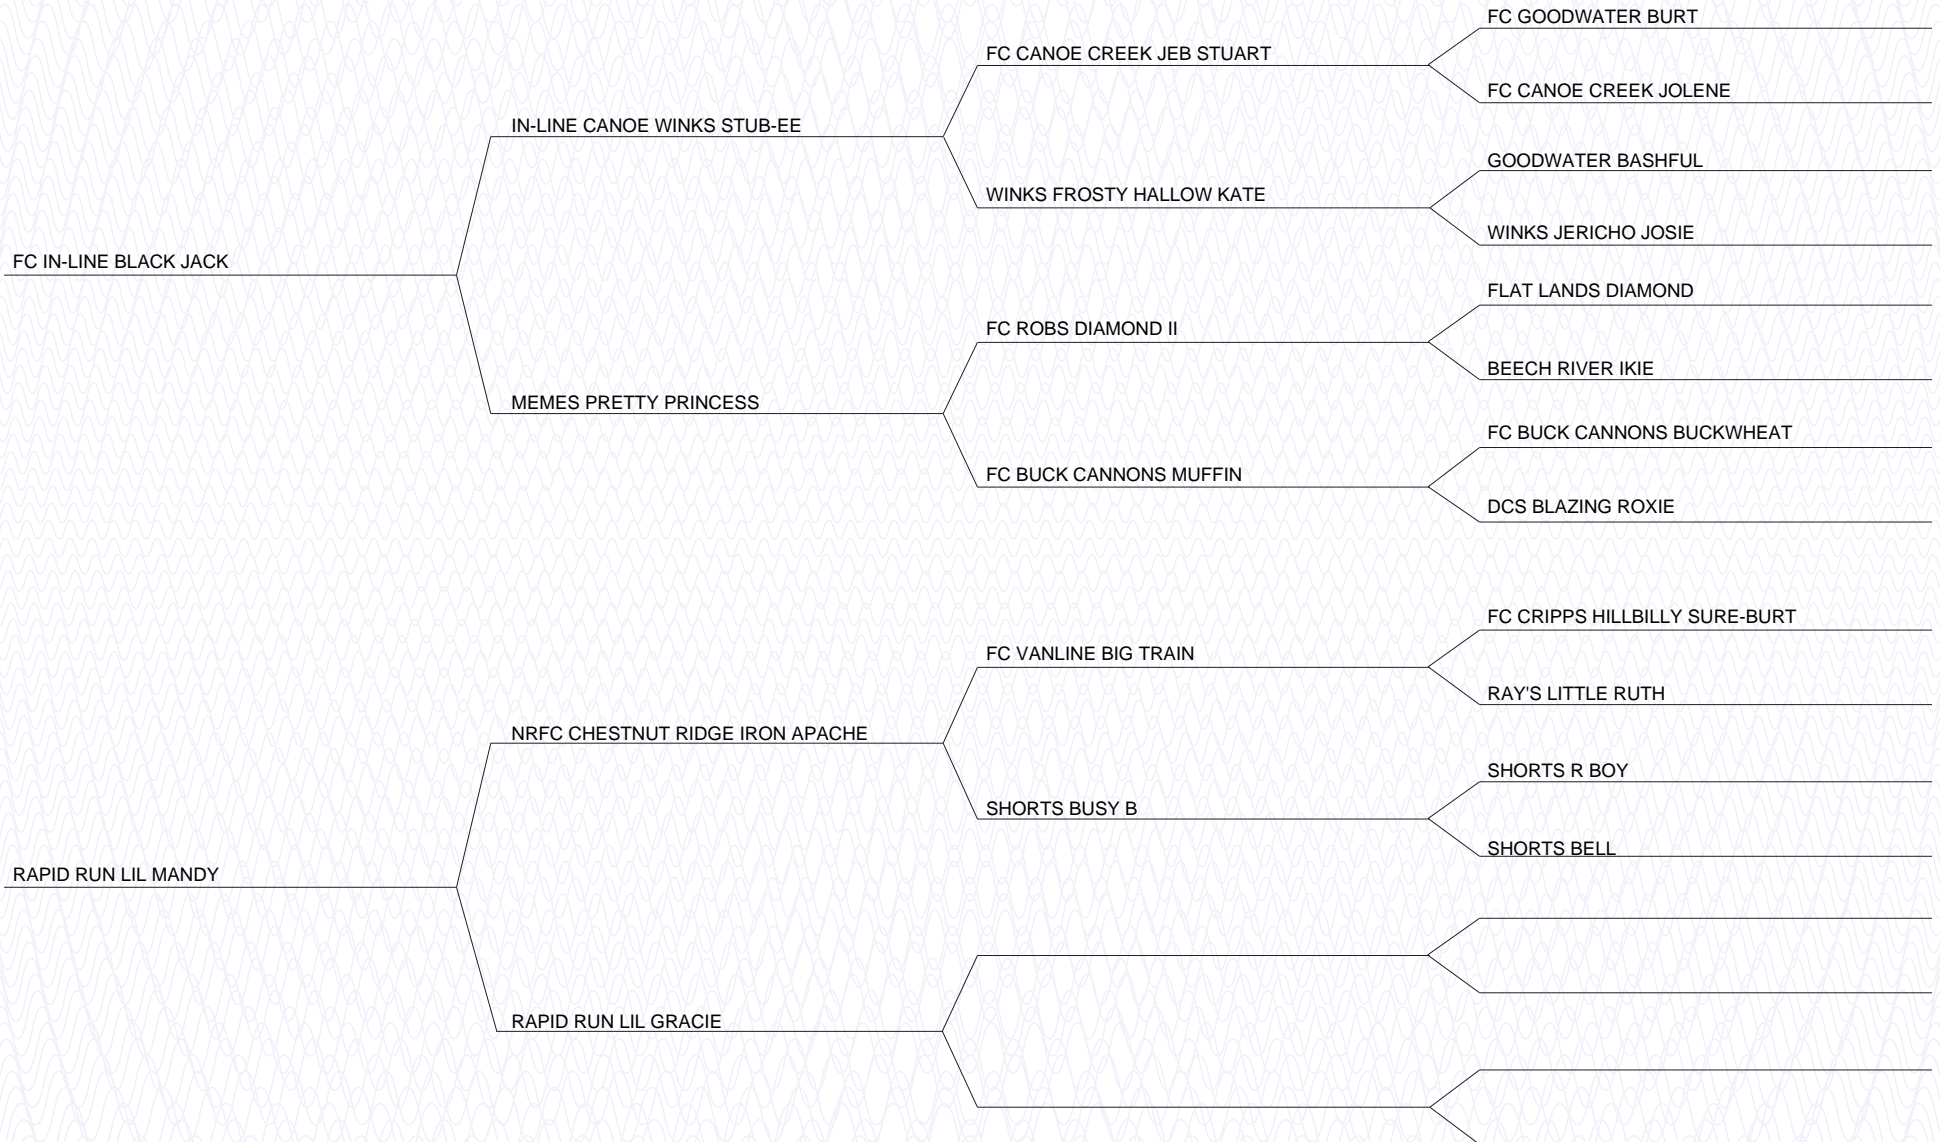 FC GOODWATER BURT
FC CANOE CREEK JEB STUART
FC CANOE CREEK JOLENE
IN-LINE CANOE WINKS STUB-EE
GOODWATER BASHFUL
WINKS FROSTY HALLOW KATE
WINKS JERICHO JOSIE
FC IN-LINE BLACK JACK
FLAT LANDS DIAMOND
FC ROBS DIAMOND II
BEECH RIVER IKIE
MEMES PRETTY PRINCESS
FC BUCK CANNONS BUCKWHEAT
FC BUCK CANNONS MUFFIN
DCS BLAZING ROXIE
FC CRIPPS HILLBILLY SURE-BURT
FC VANLINE BIG TRAIN
RAY'S LITTLE RUTH
NRFC CHESTNUT RIDGE IRON APACHE
SHORTS R BOY
SHORTS BUSY B
SHORTS BELL
RAPID RUN LIL MANDY
RAPID RUN LIL GRACIE